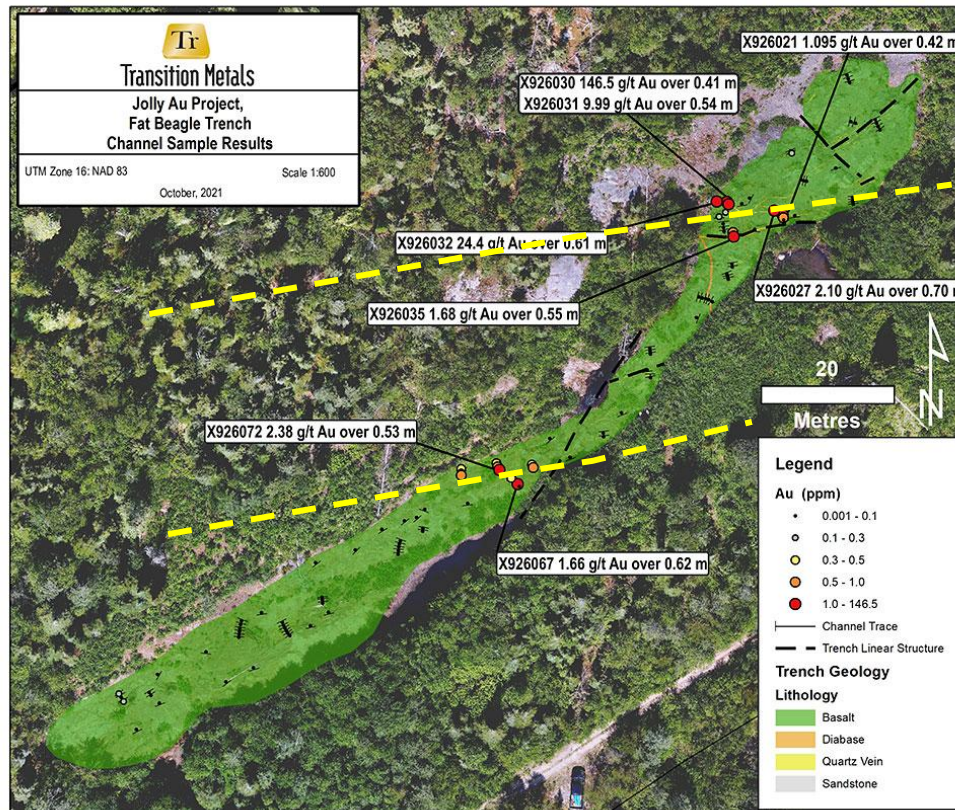 Tr
Transition Metals
Jolly Au Project,
Fat Beagle Trench
Channel Sample Results
UTM Zone 16: NAD 83
Scale 1:600
October, 2021
X926021 1.095 g/t Au over 0.42 m
X926030 146.5 g/t Au over 0.41 m
X926031 9.99 g/t Au over 0.54 m
X926032 24.4 g/t Au over 0.61 m
X926027 2.10 g/t Au over 0.70 m
X926035 1.68 g/t Au over 0.55 m
X926072 2.38 g/t Au over 0.53 m
X926067 1.66 g/t Au over 0.62 m
N
20
Metres
Legend
Au (ppm)
0.001 - 0.1
0.1 - 0.3
0.3 - 0.5
0.5 - 1.0
1.0 - 146.5
Channel Trace
Trench Linear Structure
Trench Geology
Lithology
Basalt
Diabase
Quartz Vein
Sandstone